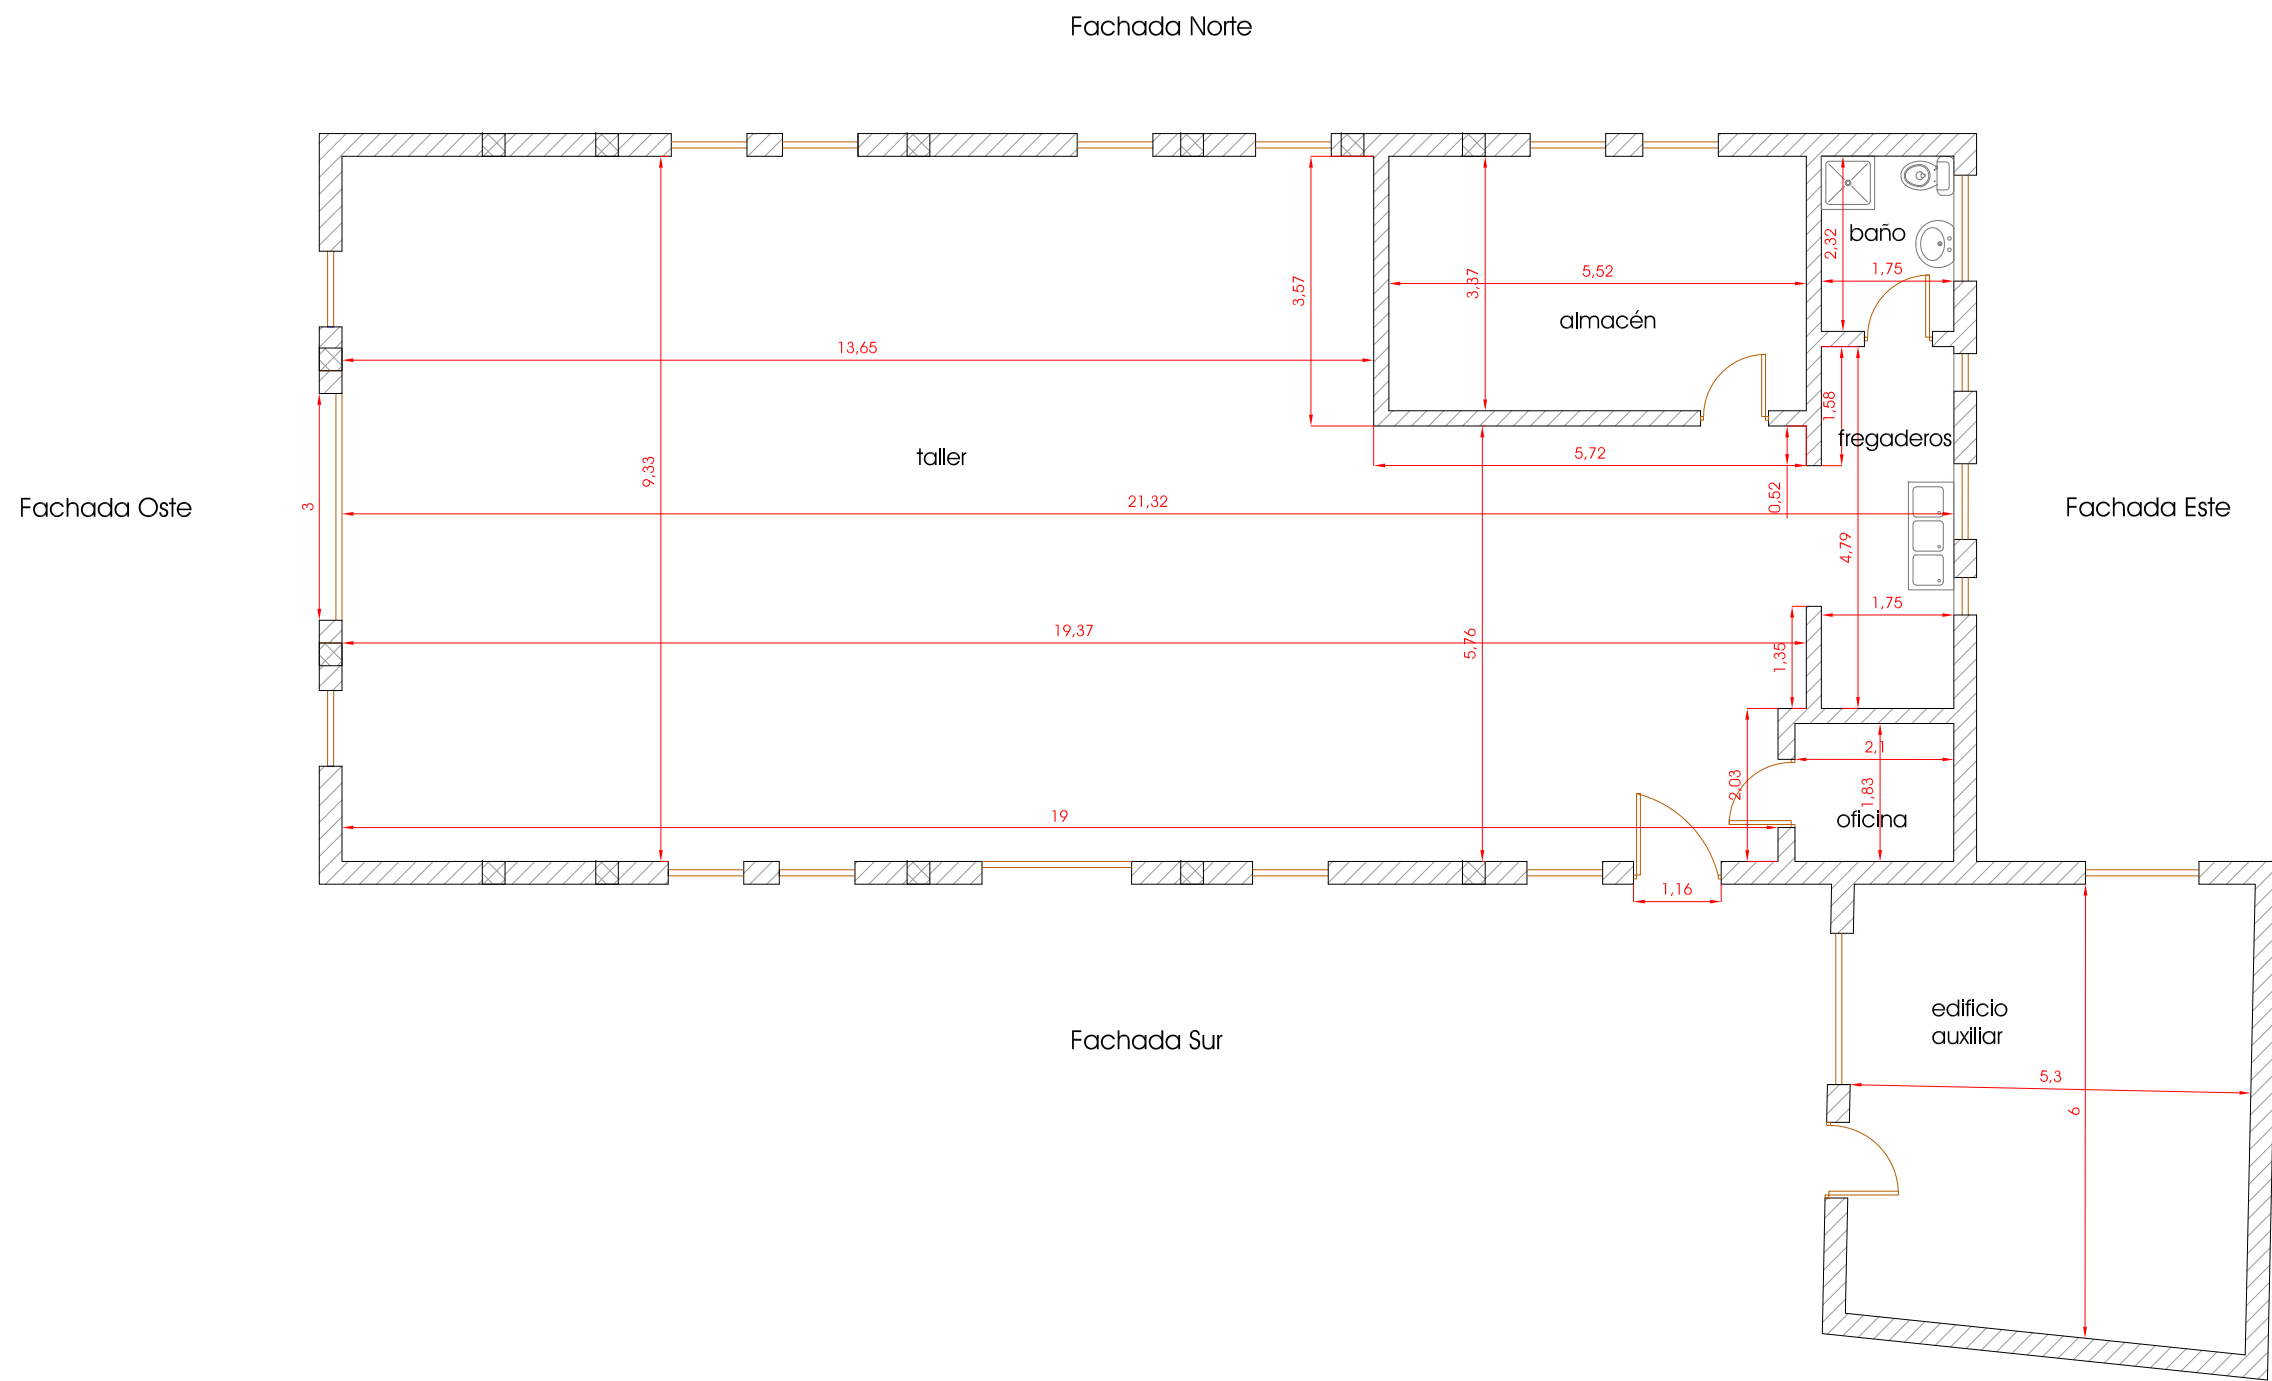 Fachada Norte
2,32
baño
1,75
5,52
3,37
3,57
almacén
13,65
1,58
fregaderos
taller
5,72
9,33
21,32
0,52
3
Fachada Oste
Fachada Este
4,79
1,75
19,37
5,76
1,35
2,1
2,03
1,83
19
oficina
1,16
edificio
auxiliar
Fachada Sur
5,3
6